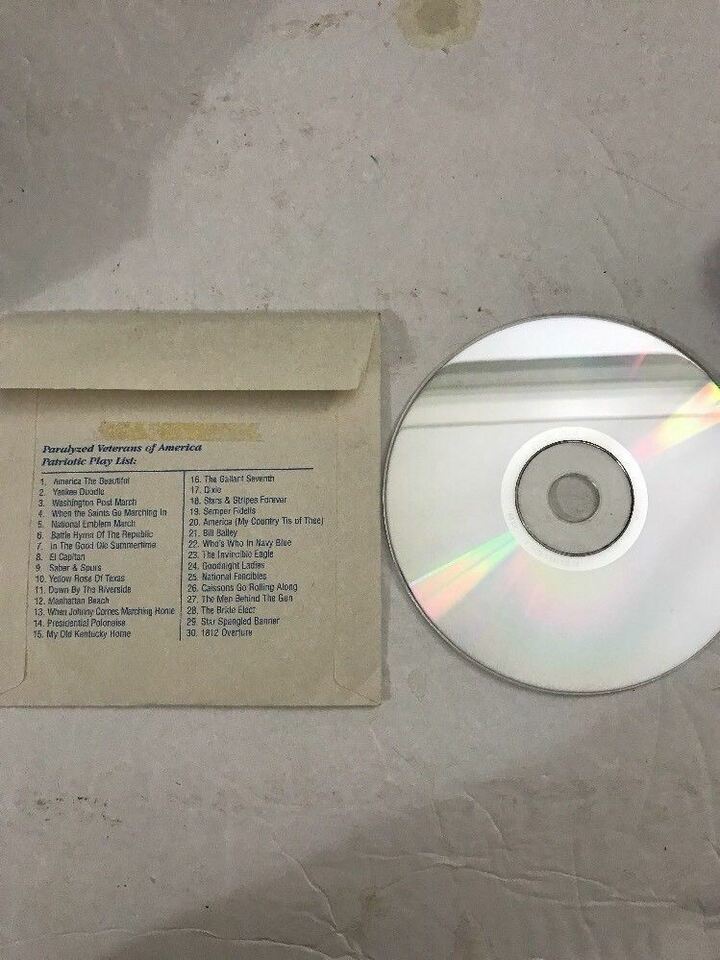 Paralyzed Veterans of America
Patriotic Play List:
1. America The Beautiful
2. Yankee Doodle
3. Washington Post March
4. When the Saints Go Marching In
5. National Emblem March
6. Battle Hymn Of The Republic
7. In The Good Ole Summertime
8. El Capitan
9. Saber & Spurs
10. Yellow Rose Of Texas
11. Down By The Riverside
12. Manhattan Beach
13. When Johnny Comes Marching Home
14. Presidential Polonaise
15. My Old Kentucky Home
16. The Gallant Seventh
17. Dixie
18. Stars & Stripes Forever
19. Semper Fidelis
20. America (My Country Tis of Thee)
21. Bill Bailey
22. Who's Who In Navy Blue
23. The Invincible Eagle
24. Goodnight Ladies
25. National Fencibles
26. Caissons Go Rolling Along
27. The Men Behind The Gun
28. The Bride Elect
29. Star Spangled Banner
30. 1812 Overture